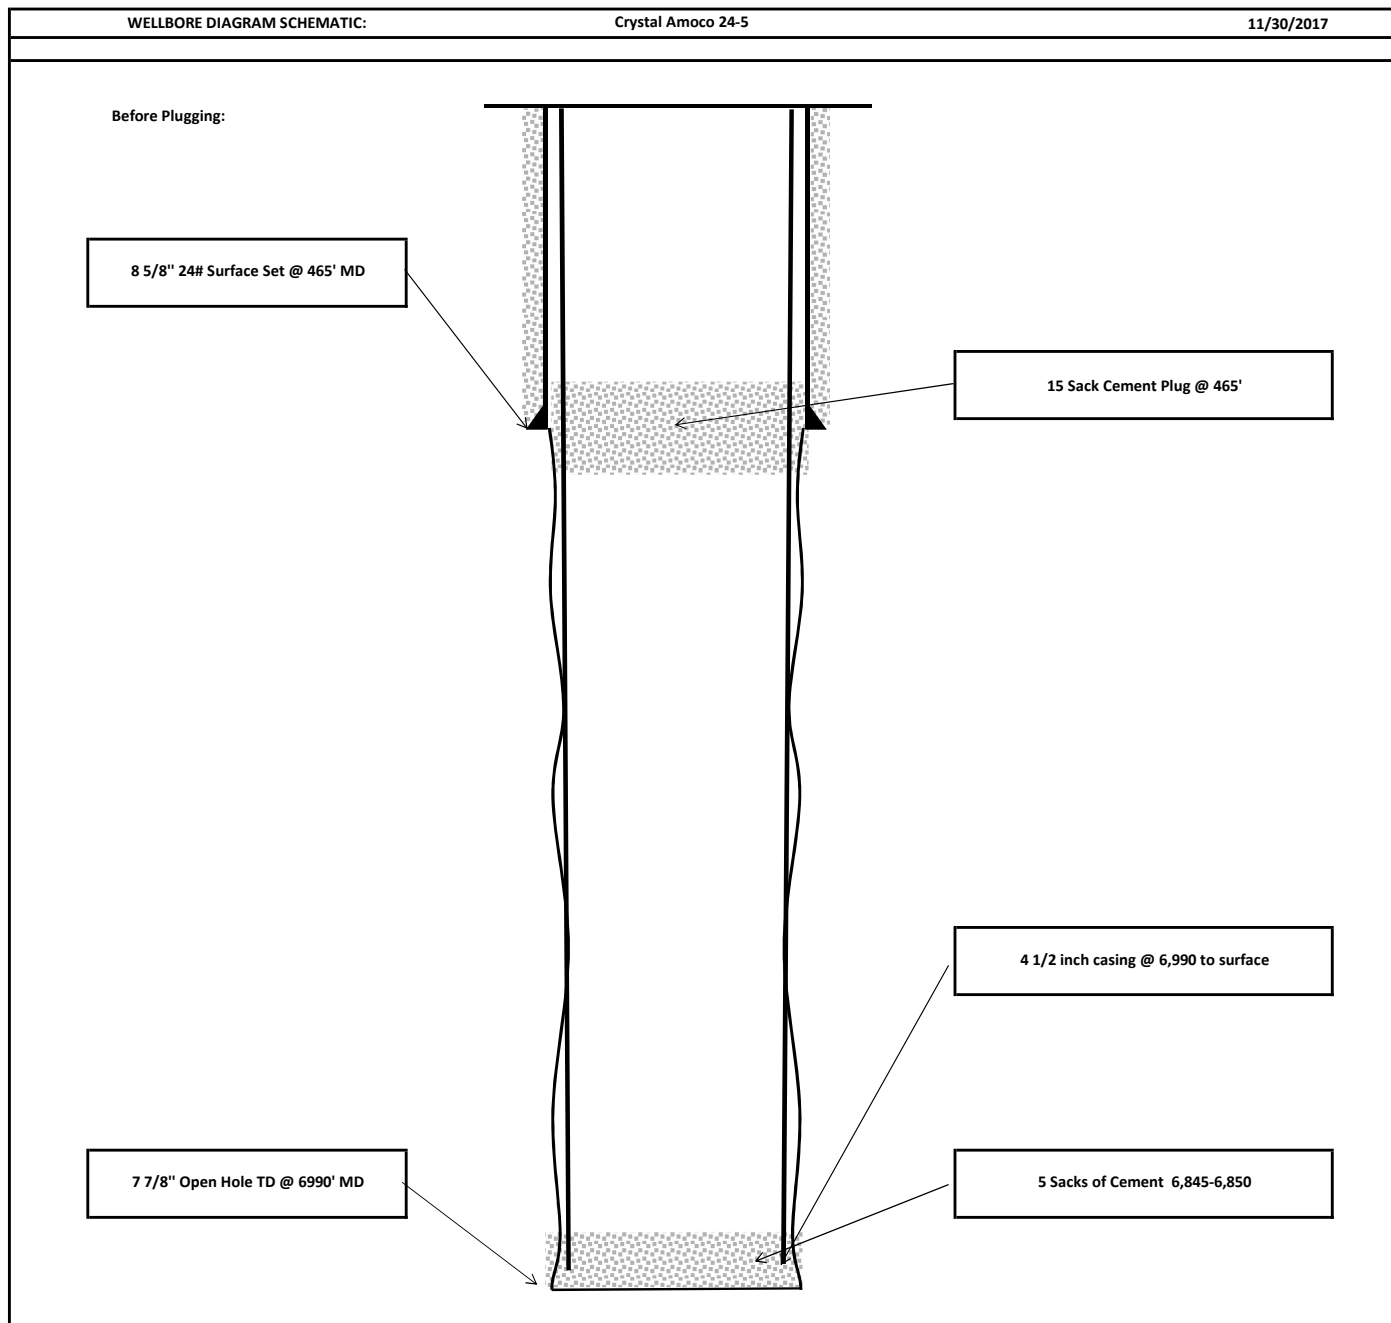 WELLBORE DIAGRAM SCHEMATIC: Crystal Amoco 24-5 11/30/2017
Before Plugging:
8 5/8" 24# Surface Set @ 465' MD
15 Sack Cement Plug @ 465'
4 1/2 inch casing @ 6,990 to surface
7 7/8" Open Hole TD @ 6990' MD
5 Sacks of Cement 6,845-6,850